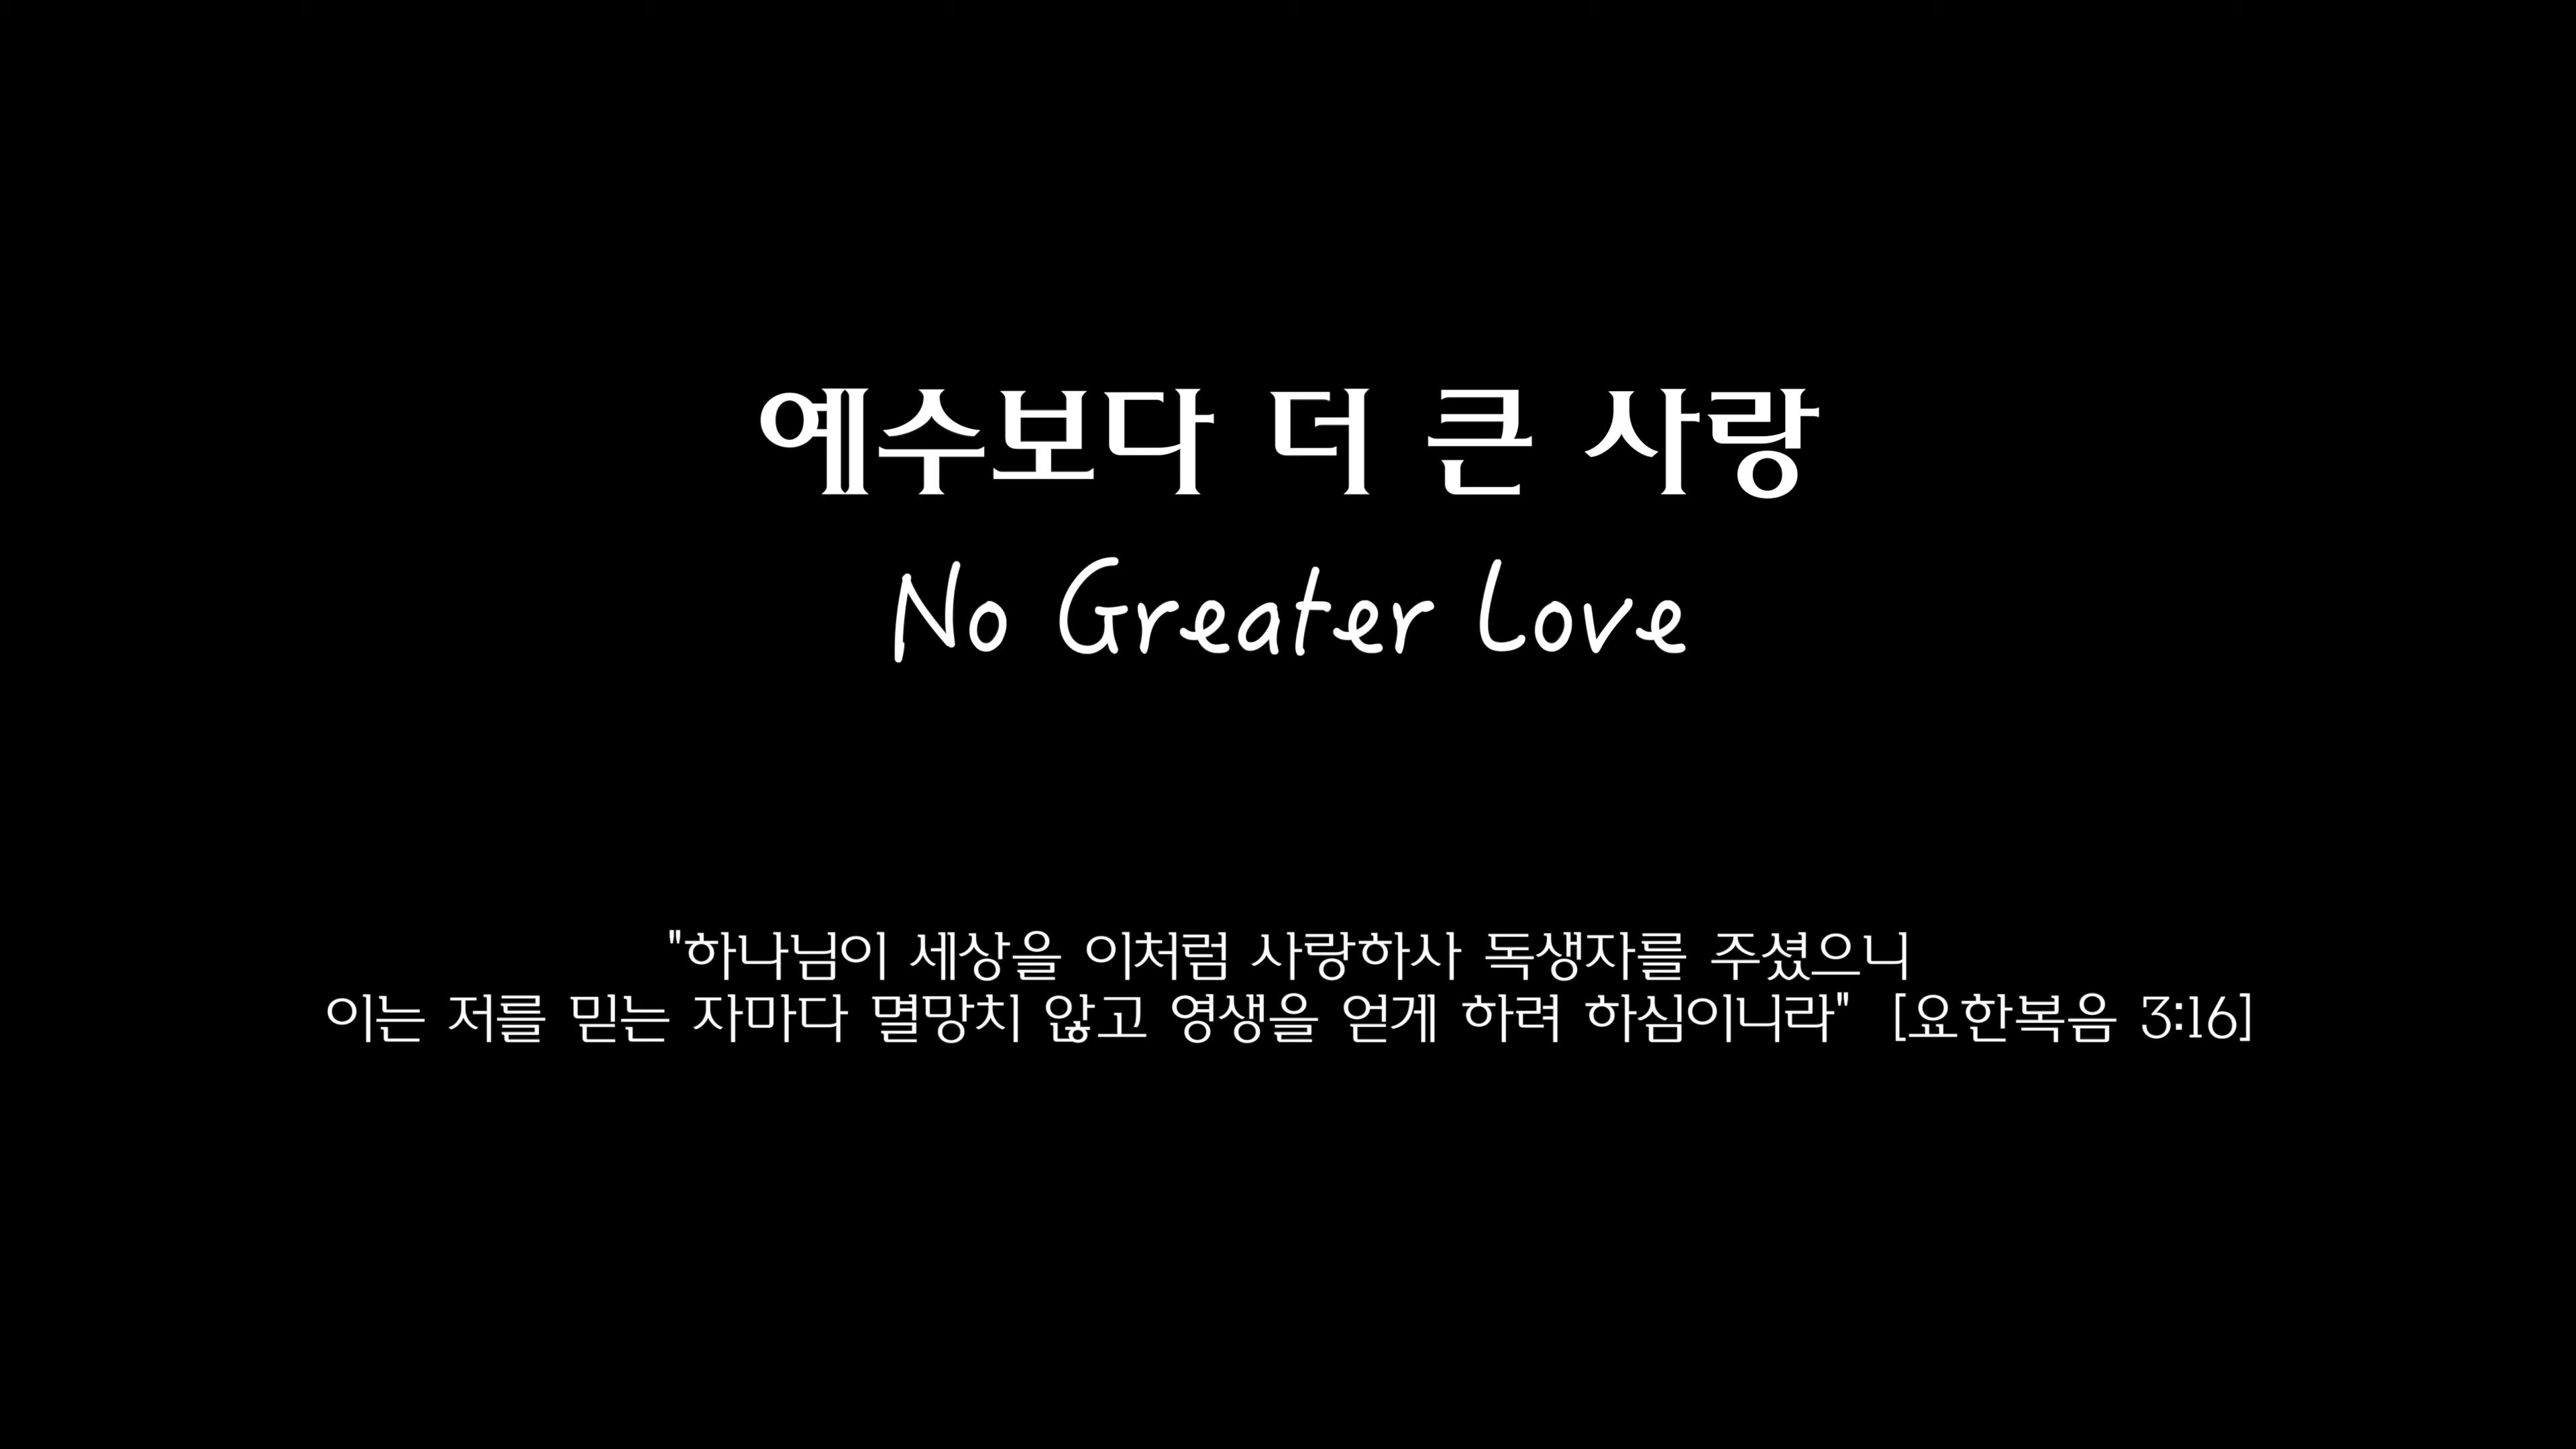 예수보다 더 큰 사랑
No Greater Love
"하나님이 세상을 이처럼 사랑하사 독생자를 주셨으니
이는 저를 믿는 자마다 멸망치 않고 영생을 얻게 하려 하심이니라" [요한복음 3:16]